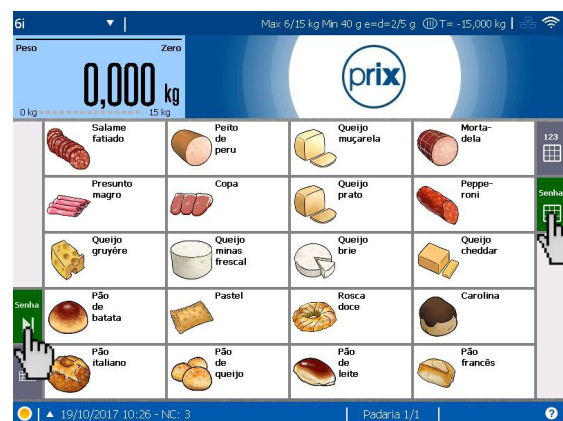 6i
Max 6/15 kg Min 40 g e=d=2/5 g (III) T= -15,000 kg
Peso
Zero
0,000 kg
0 kg
15 kg
prix
Salame
fatiado
Peito
de
peru
Queijo
muçarela
Morta-
dela
123
Presunto
magro
Copa
Queijo
prato
Peppe-
roni
Senha
Queijo
gruyére
Queijo
minas
frescal
Queijo
brie
Queijo
cheddar
Senha
Pão
de
batata
Pastel
Rosca
doce
Carolina
Pão
italiano
Pão
de
queijo
Pão
de
leite
Pão
francês
19/10/2017 10:26 - NC: 3
Padaria 1/1
?